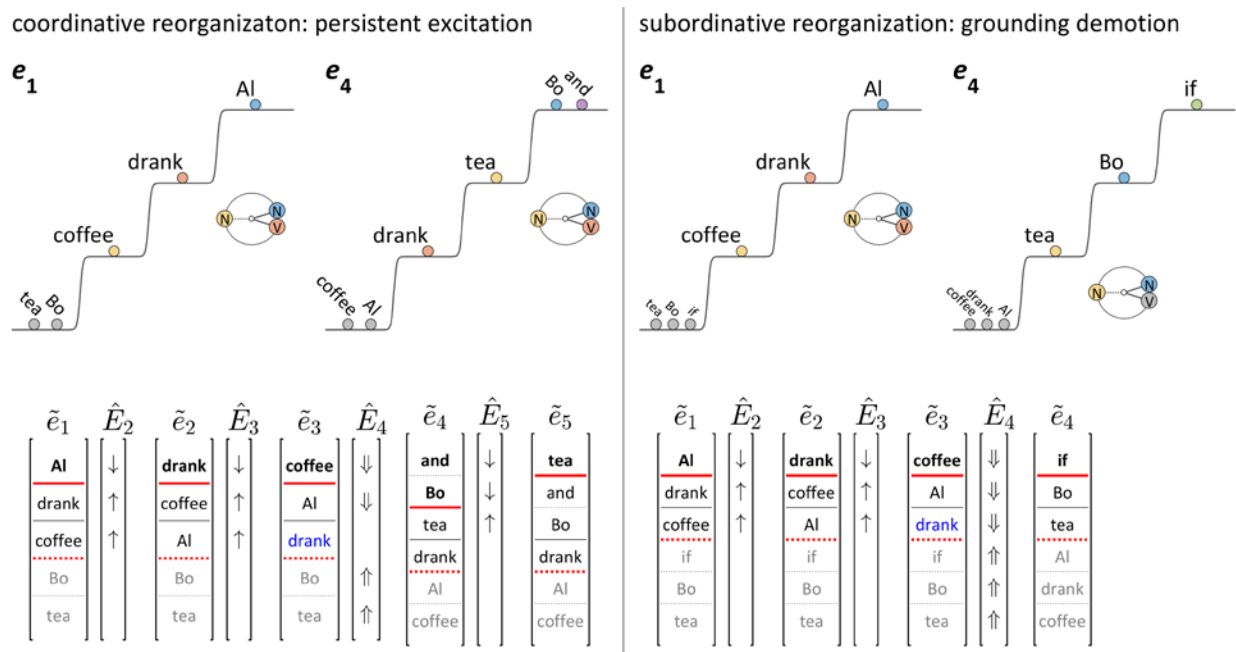 coordinative reorganizaton: persistent excitation
e1
Al
drank
coffee
tea Bo
N N V
e4
Bo and
tea
drank
coffee Al
N N V
subordinative reorganization: grounding demotion
e1
Al
drank
coffee
tea Bo if
N N V
e4
if
Bo
tea
coffee drank Al
N N V
ẽ1 Ê2 ẽ2 Ê3 ẽ3 Ê4 ẽ4 Ê5 ẽ5
Al ↓ drank ↓ coffee ⇓ and ↓ tea
drank ↑ coffee ↑ Al ⇓ Bo ↓ and
coffee ↑ Al ↑ drank tea ↑ Bo
Bo Bo Bo ⇑ drank drank
tea tea tea ⇑ Al Al
coffee coffee
ẽ1 Ê2 ẽ2 Ê3 ẽ3 Ê4 ẽ4
Al ↓ drank ↓ coffee ⇓ if
drank ↑ coffee ↑ Al ⇓ Bo
coffee ↑ Al ↑ drank ⇓ tea
if if if ⇑ Al
Bo Bo Bo ⇑ drank
tea tea tea ⇑ coffee